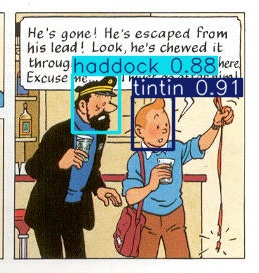 He's gone! He's escaped from
his lead! Look, he's chewed it
throug here.
Excuse me...
haddock 0.88
tintin 0.91